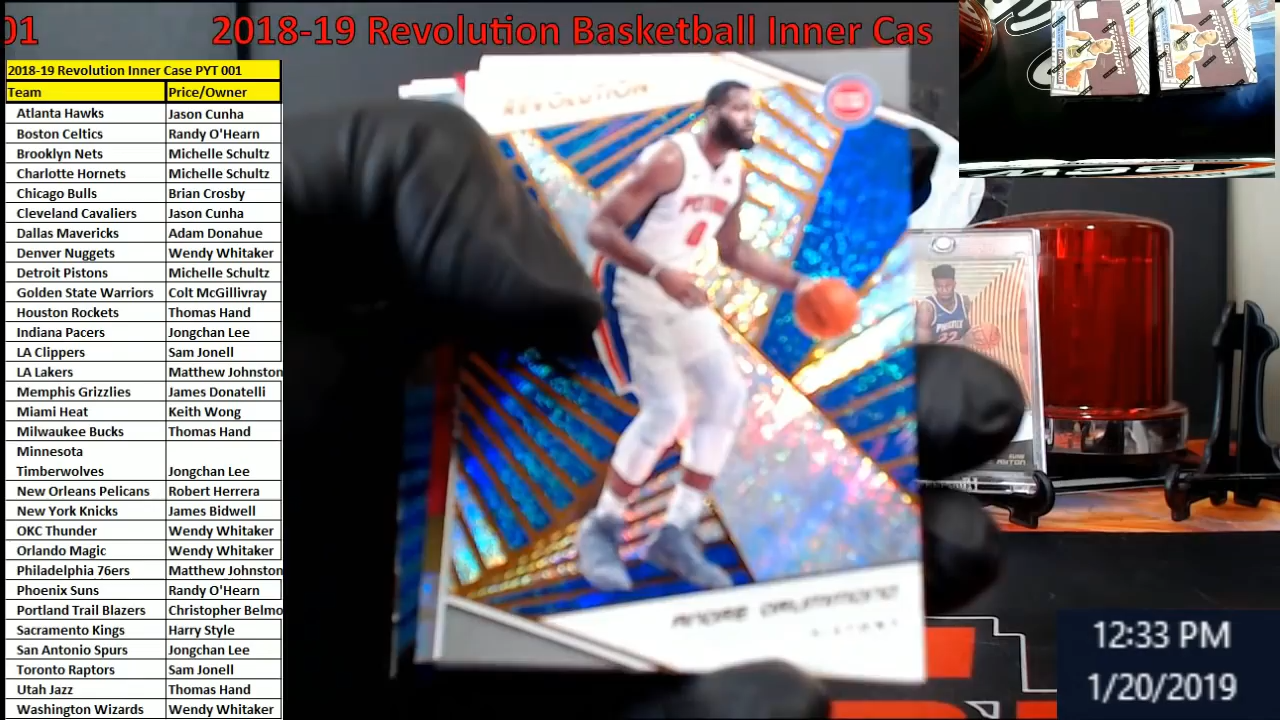 01 2018-19 Revolution Basketball Inner Cas
2018-19 Revolution Inner Case PYT 001
Team Price/Owner
Atlanta Hawks Jason Cunha
Boston Celtics Randy O'Hearn
Brooklyn Nets Michelle Schultz
Charlotte Hornets Michelle Schultz
Chicago Bulls Brian Crosby
Cleveland Cavaliers Jason Cunha
Dallas Mavericks Adam Donahue
Denver Nuggets Wendy Whitaker
Detroit Pistons Michelle Schultz
Golden State Warriors Colt McGillivray
Houston Rockets Thomas Hand
Indiana Pacers Jongchan Lee
LA Clippers Sam Jonell
LA Lakers Matthew Johnston
Memphis Grizzlies James Donatelli
Miami Heat Keith Wong
Milwaukee Bucks Thomas Hand
Minnesota
Timberwolves Jongchan Lee
New Orleans Pelicans Robert Herrera
New York Knicks James Bidwell
OKC Thunder Wendy Whitaker
Orlando Magic Wendy Whitaker
Philadelphia 76ers Matthew Johnston
Phoenix Suns Randy O'Hearn
Portland Trail Blazers Christopher Belmo
Sacramento Kings Harry Style
San Antonio Spurs Jongchan Lee
Toronto Raptors Sam Jonell
Utah Jazz Thomas Hand
Washington Wizards Wendy Whitaker
REVOLUTION
PISTONS
ANDRE DRUMMOND
PISTONS
PHOENIX
22
AYTON
12:33 PM
1/20/2019